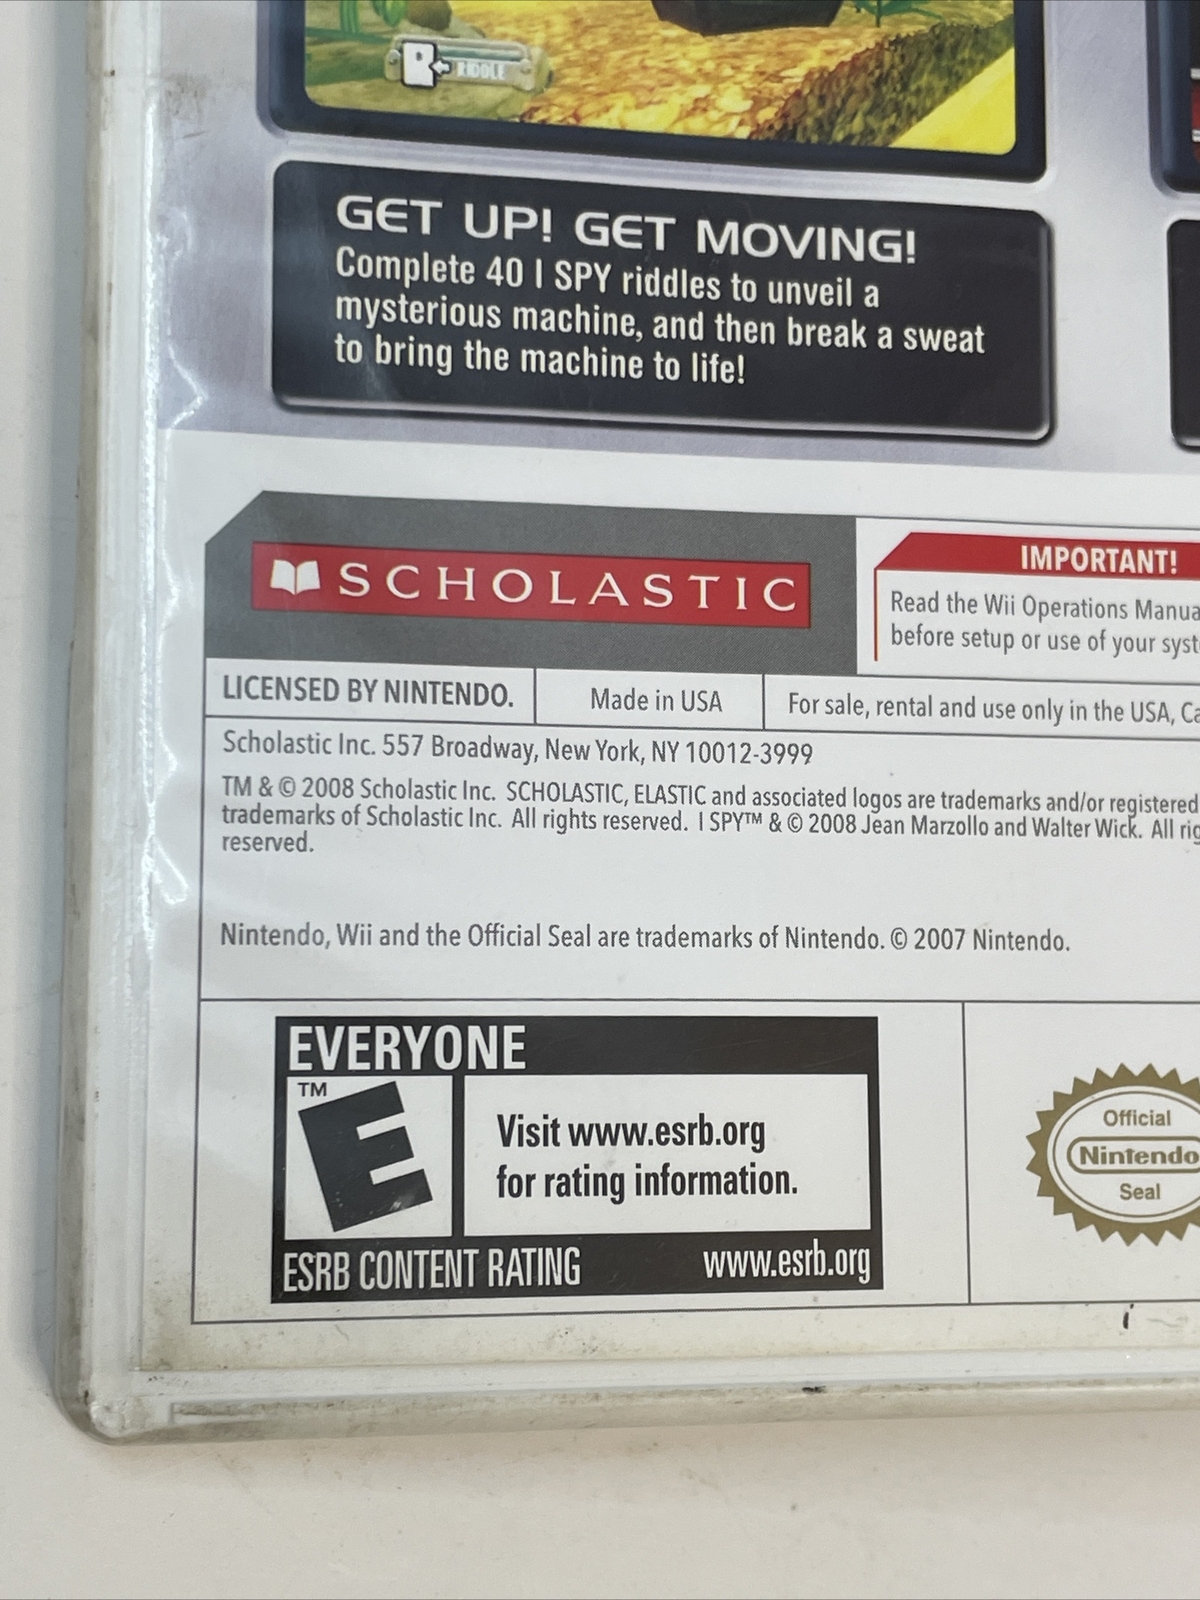 RIDDLE
GET UP! GET MOVING!
Complete 40 I SPY riddles to unveil a
mysterious machine, and then break a sweat
to bring the machine to life!
SCHOLASTIC
IMPORTANT!
Read the Wii Operations Manua
before setup or use of your syst
LICENSED BY NINTENDO.
Made in USA
For sale, rental and use only in the USA, Ca
Scholastic Inc. 557 Broadway, New York, NY 10012-3999
TM & © 2008 Scholastic Inc. SCHOLASTIC, ELASTIC and associated logos are trademarks and/or registered
trademarks of Scholastic Inc. All rights reserved. I SPY™ & © 2008 Jean Marzollo and Walter Wick. All rig
reserved.
Nintendo, Wii and the Official Seal are trademarks of Nintendo. © 2007 Nintendo.
EVERYONE
TM
E
Visit www.esrb.org
for rating information.
ESRB CONTENT RATING www.esrb.org
Official
Nintendo
Seal